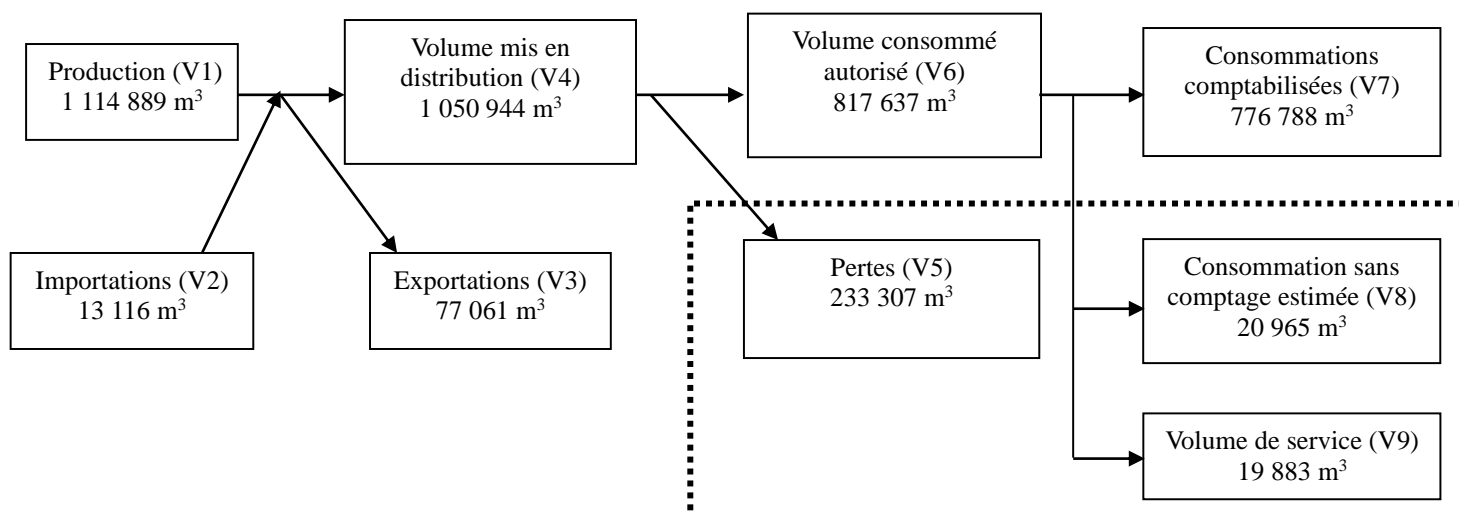 Production (V1)
1 114 889 m³
Volume mis en
distribution (V4)
1 050 944 m³
Volume consommé
autorisé (V6)
817 637 m³
Consommations
comptabilisées (V7)
776 788 m³
Importations (V2)
13 116 m³
Exportations (V3)
77 061 m³
Pertes (V5)
233 307 m³
Consommation sans
comptage estimée (V8)
20 965 m³
Volume de service (V9)
19 883 m³